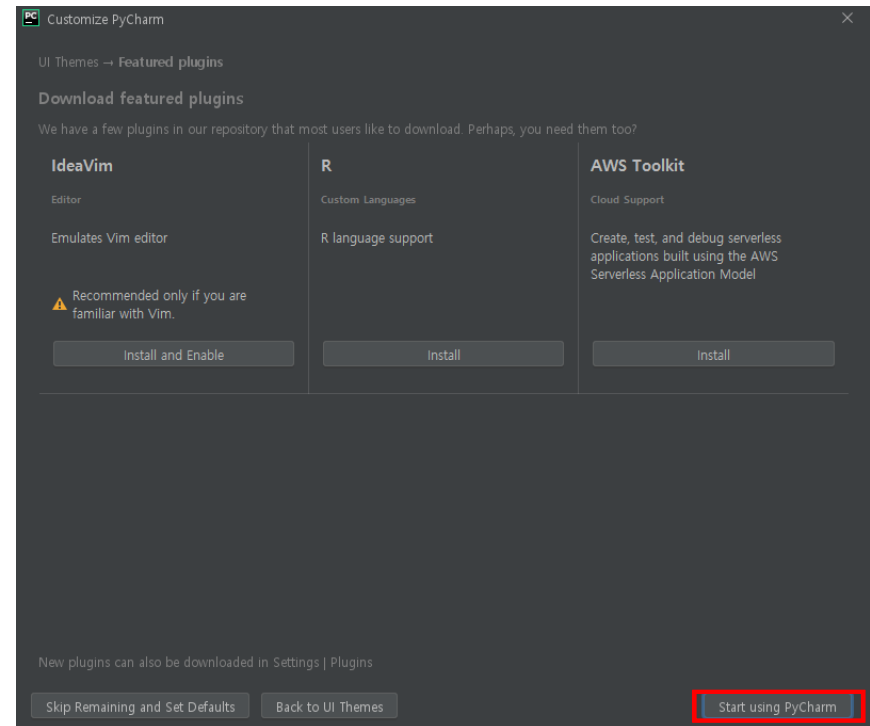 PC Customize PyCharm
UI Themes → Featured plugins
Download featured plugins
We have a few plugins in our repository that most users like to download. Perhaps, you need them too?
IdeaVim
Editor
Emulates Vim editor
Recommended only if you are
familiar with Vim.
Install and Enable
R
Custom Languages
R language support
Install
AWS Toolkit
Cloud Support
Create, test, and debug serverless
applications built using the AWS
Serverless Application Model
Install
New plugins can also be downloaded in Settings | Plugins
Skip Remaining and Set Defaults
Back to UI Themes
Start using PyCharm